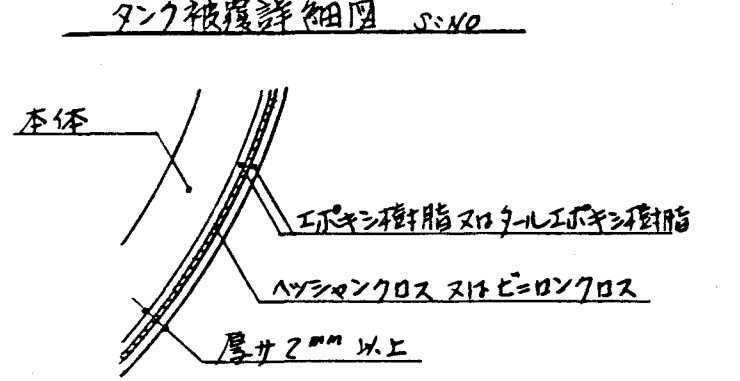 タンク被覆詳細図 S:NO
本体
エポキシ樹脂又はタールエポキシ樹脂
ヘッシャンクロス又はビニロンクロス
厚サ2mm以上